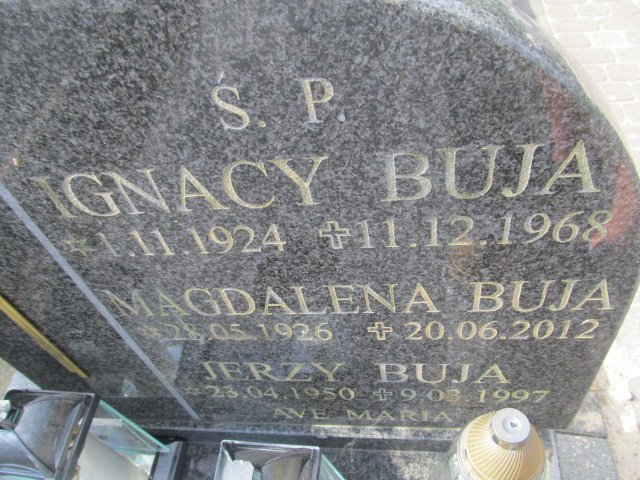 Ś. P.
IGNACY BUJA
* 1.11.1924 ✝ 11.12.1968
MAGDALENA BUJA
* 28.05.1926 ✝ 20.06.2012
JERZY BUJA
* 23.04.1950 ✝ 9.03.1997
AVE MARIA